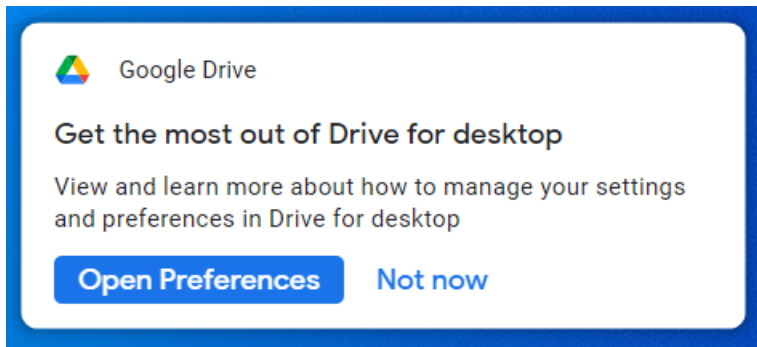 Google Drive
Get the most out of Drive for desktop
View and learn more about how to manage your settings
and preferences in Drive for desktop
Open Preferences
Not now